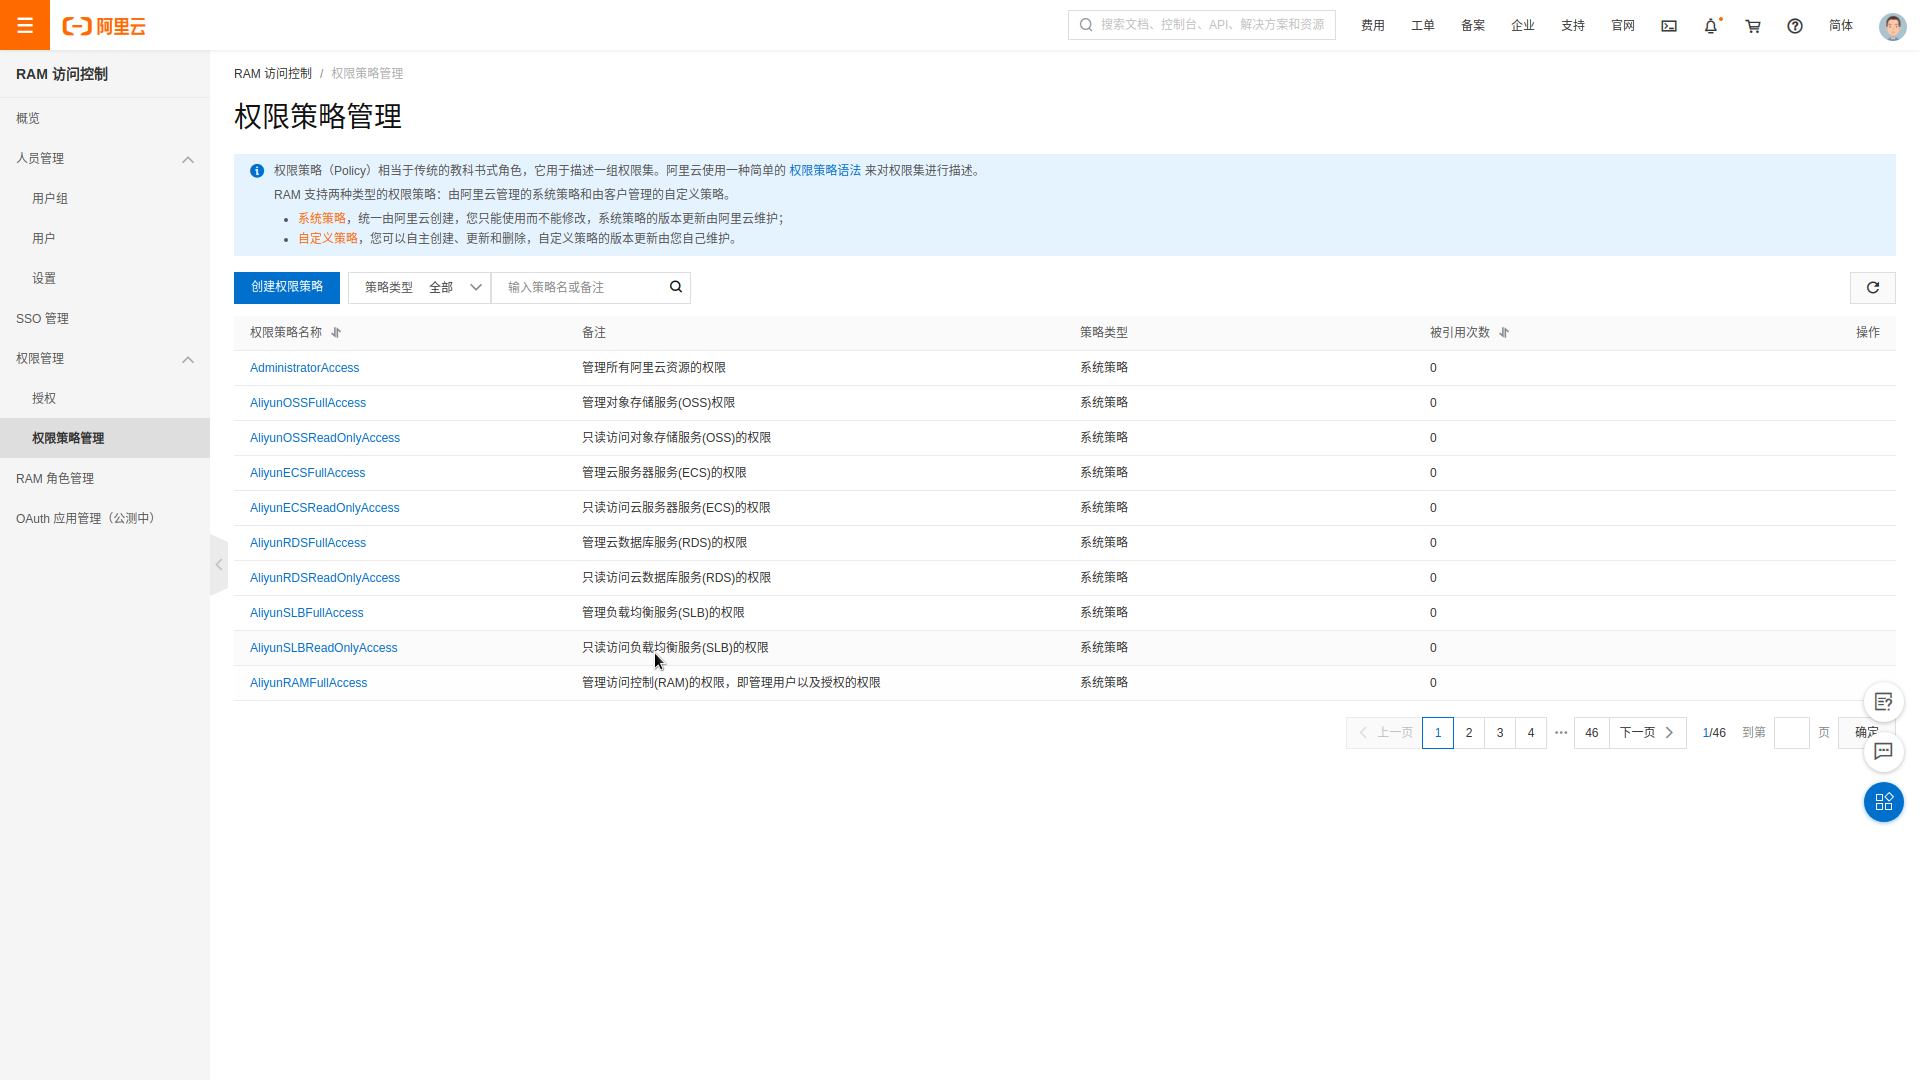 阿里云
搜索文档、控制台、API、解决方案和资源
费用 工单 备案 企业 支持 官网 简体
RAM 访问控制
概览
人员管理
用户组
用户
设置
SSO 管理
权限管理
授权
权限策略管理
RAM 角色管理
OAuth 应用管理（公测中）
RAM 访问控制 / 权限策略管理
权限策略管理
权限策略（Policy）相当于传统的教科书式角色，它用于描述一组权限集。阿里云使用一种简单的 权限策略语法 来对权限集进行描述。
RAM 支持两种类型的权限策略：由阿里云管理的系统策略和由客户管理的自定义策略。
• 系统策略，统一由阿里云创建，您只能使用而不能修改，系统策略的版本更新由阿里云维护；
• 自定义策略，您可以自主创建、更新和删除，自定义策略的版本更新由您自己维护。
创建权限策略 策略类型 全部 输入策略名或备注
权限策略名称 备注 策略类型 被引用次数 操作
AdministratorAccess 管理所有阿里云资源的权限 系统策略 0
AliyunOSSFullAccess 管理对象存储服务(OSS)权限 系统策略 0
AliyunOSSReadOnlyAccess 只读访问对象存储服务(OSS)的权限 系统策略 0
AliyunECSFullAccess 管理云服务器服务(ECS)的权限 系统策略 0
AliyunECSReadOnlyAccess 只读访问云服务器服务(ECS)的权限 系统策略 0
AliyunRDSFullAccess 管理云数据库服务(RDS)的权限 系统策略 0
AliyunRDSReadOnlyAccess 只读访问云数据库服务(RDS)的权限 系统策略 0
AliyunSLBFullAccess 管理负载均衡服务(SLB)的权限 系统策略 0
AliyunSLBReadOnlyAccess 只读访问负载均衡服务(SLB)的权限 系统策略 0
AliyunRAMFullAccess 管理访问控制(RAM)的权限，即管理用户以及授权的权限 系统策略 0
上一页 1 2 3 4 ••• 46 下一页 1/46 到第 页 确定